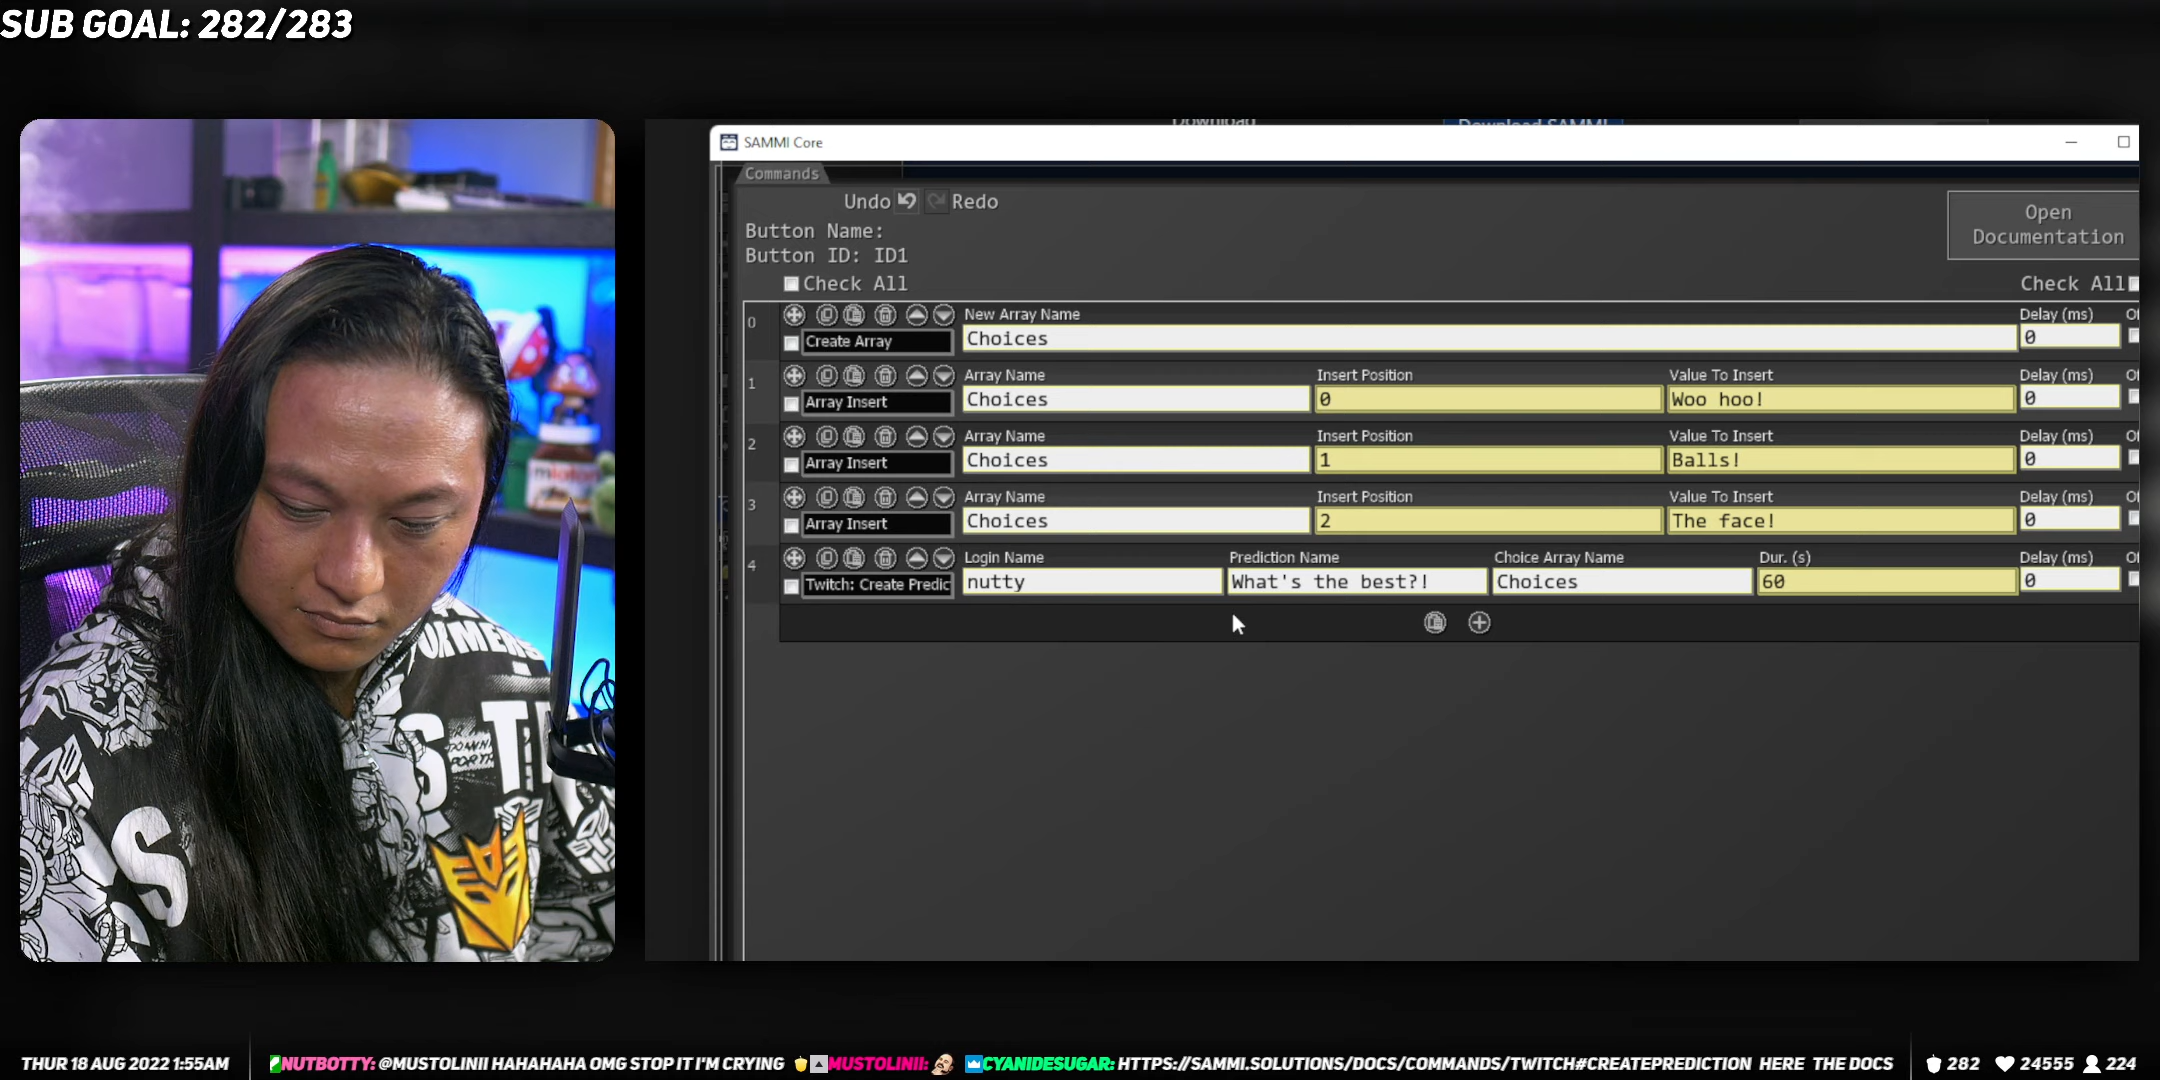 SUB GOAL: 282/283
Download
Download SAMMI
SAMMI Core
Commands
Undo Redo
Open
Documentation
Button Name:
Button ID: ID1
Check All
Check All
0
New Array Name
Delay (ms)
Create Array
Choices
0
1
Array Name
Insert Position
Value To Insert
Delay (ms)
Array Insert
Choices
0
Woo hoo!
0
2
Array Name
Insert Position
Value To Insert
Delay (ms)
Array Insert
Choices
1
Balls!
0
3
Array Name
Insert Position
Value To Insert
Delay (ms)
Array Insert
Choices
2
The face!
0
4
Login Name
Prediction Name
Choice Array Name
Dur. (s)
Delay (ms)
Twitch: Create Predic
nutty
What's the best?!
Choices
60
0
THUR 18 AUG 2022 1:55AM
NUTBOTTY: @MUSTOLINII HAHAHAHA OMG STOP IT I'M CRYING
MUSTOLINII:
CYANIDESUGAR: HTTPS://SAMMI.SOLUTIONS/DOCS/COMMANDS/TWITCH#CREATEPREDICTION HERE THE DOCS
282
24555
224